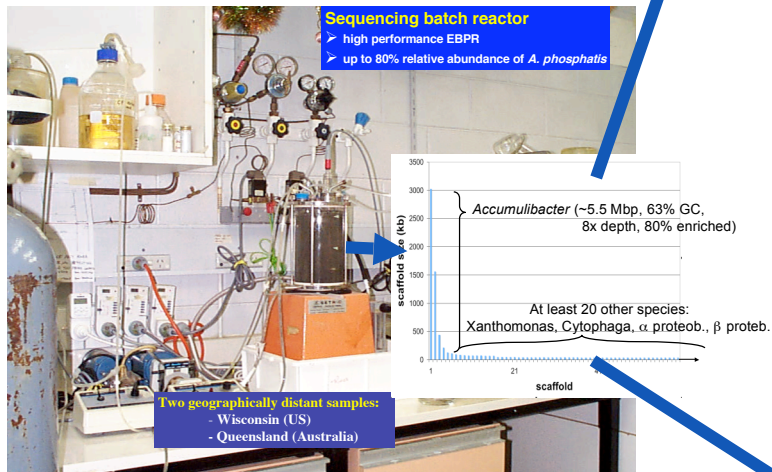 Sequencing batch reactor
➢ high performance EBPR
➢ up to 80% relative abundance of A. phosphatis
3500
3000
2500
2000
1500
1000
500
0
scaffold size (kb)
Accumulibacter (~5.5 Mbp, 63% GC,
8x depth, 80% enriched)
At least 20 other species:
Xanthomonas, Cytophaga, α proteob., β proteb.
1
21
4
scaffold
Two geographically distant samples:
- Wisconsin (US)
- Queensland (Australia)